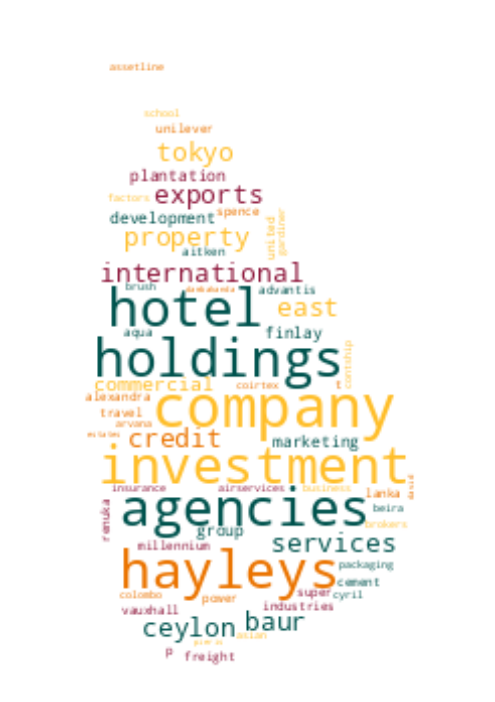 assetline
school
unilever
tokyo
plantation
factors exports
development spence
property united gardiner
aitken
international
brush advantis
hotel east
aqua finlay
holdings
commercial coirtex
alexandra
travel company
arvana
estates credit marketing
investment
insurance airservices business lanka
renuka agencies beira
group brokers
millennium services
hayleys packaging
cement
colombo power super cyril
vauxhall industries
ceylon baur
asian
p freight